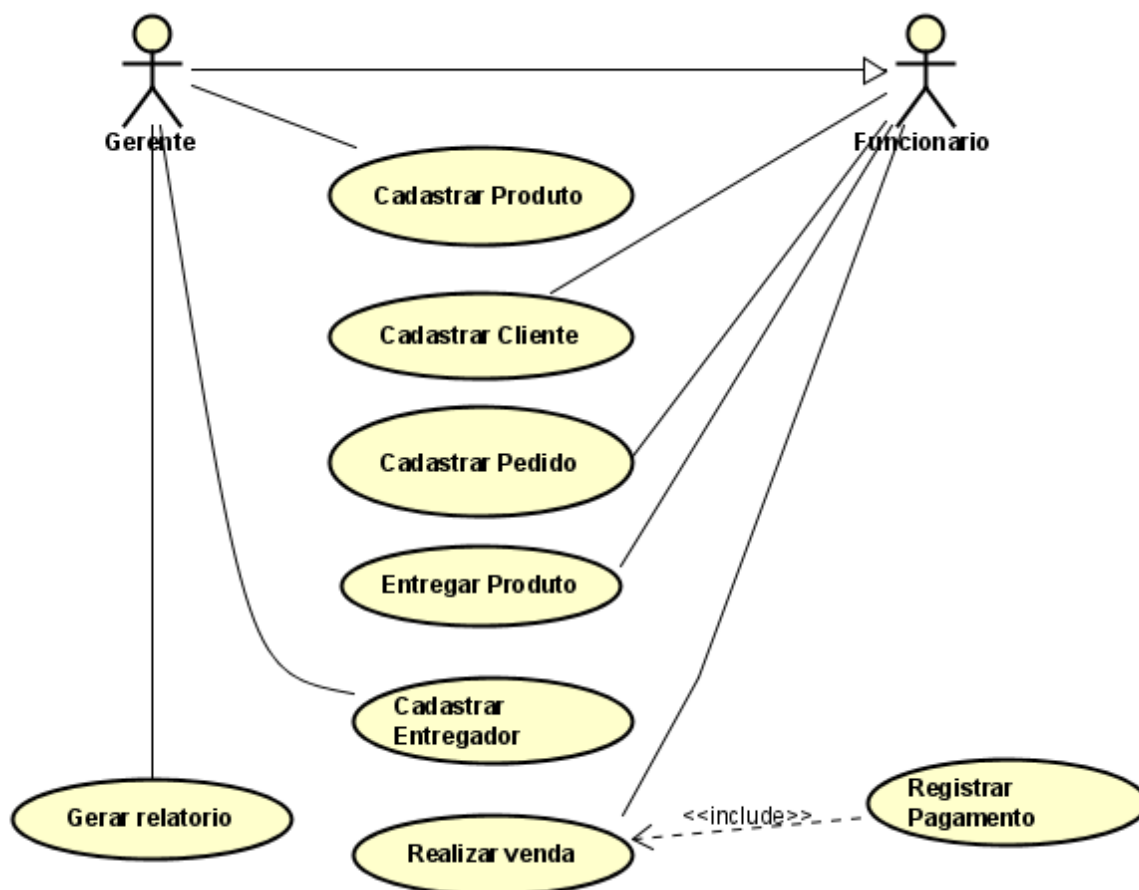 Gerente
Funcionario
Cadastrar Produto
Cadastrar Cliente
Cadastrar Pedido
Entregar Produto
Cadastrar
Entregador
Gerar relatorio
Realizar venda
<<include>>
Registrar
Pagamento